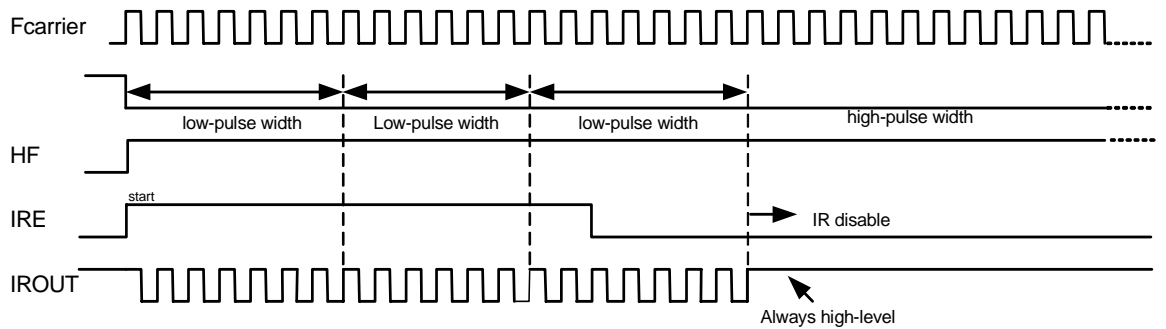 Fcarrier
low-pulse width
Low-pulse width
low-pulse width
high-pulse width
HF
start
IRE
IR disable
IROUT
Always high-level